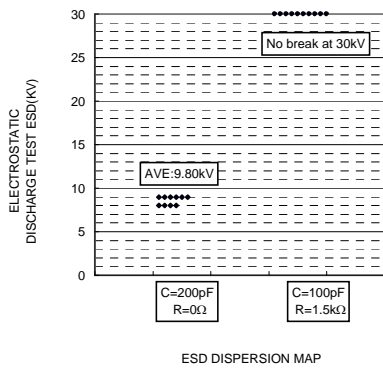 ELECTROSTATIC
DISCHARGE TEST ESD(KV)
30
25
20
15
10
5
0
No break at 30kV
AVE:9.80kV
C=200pF
R=0Ω
C=100pF
R=1.5kΩ
ESD DISPERSION MAP